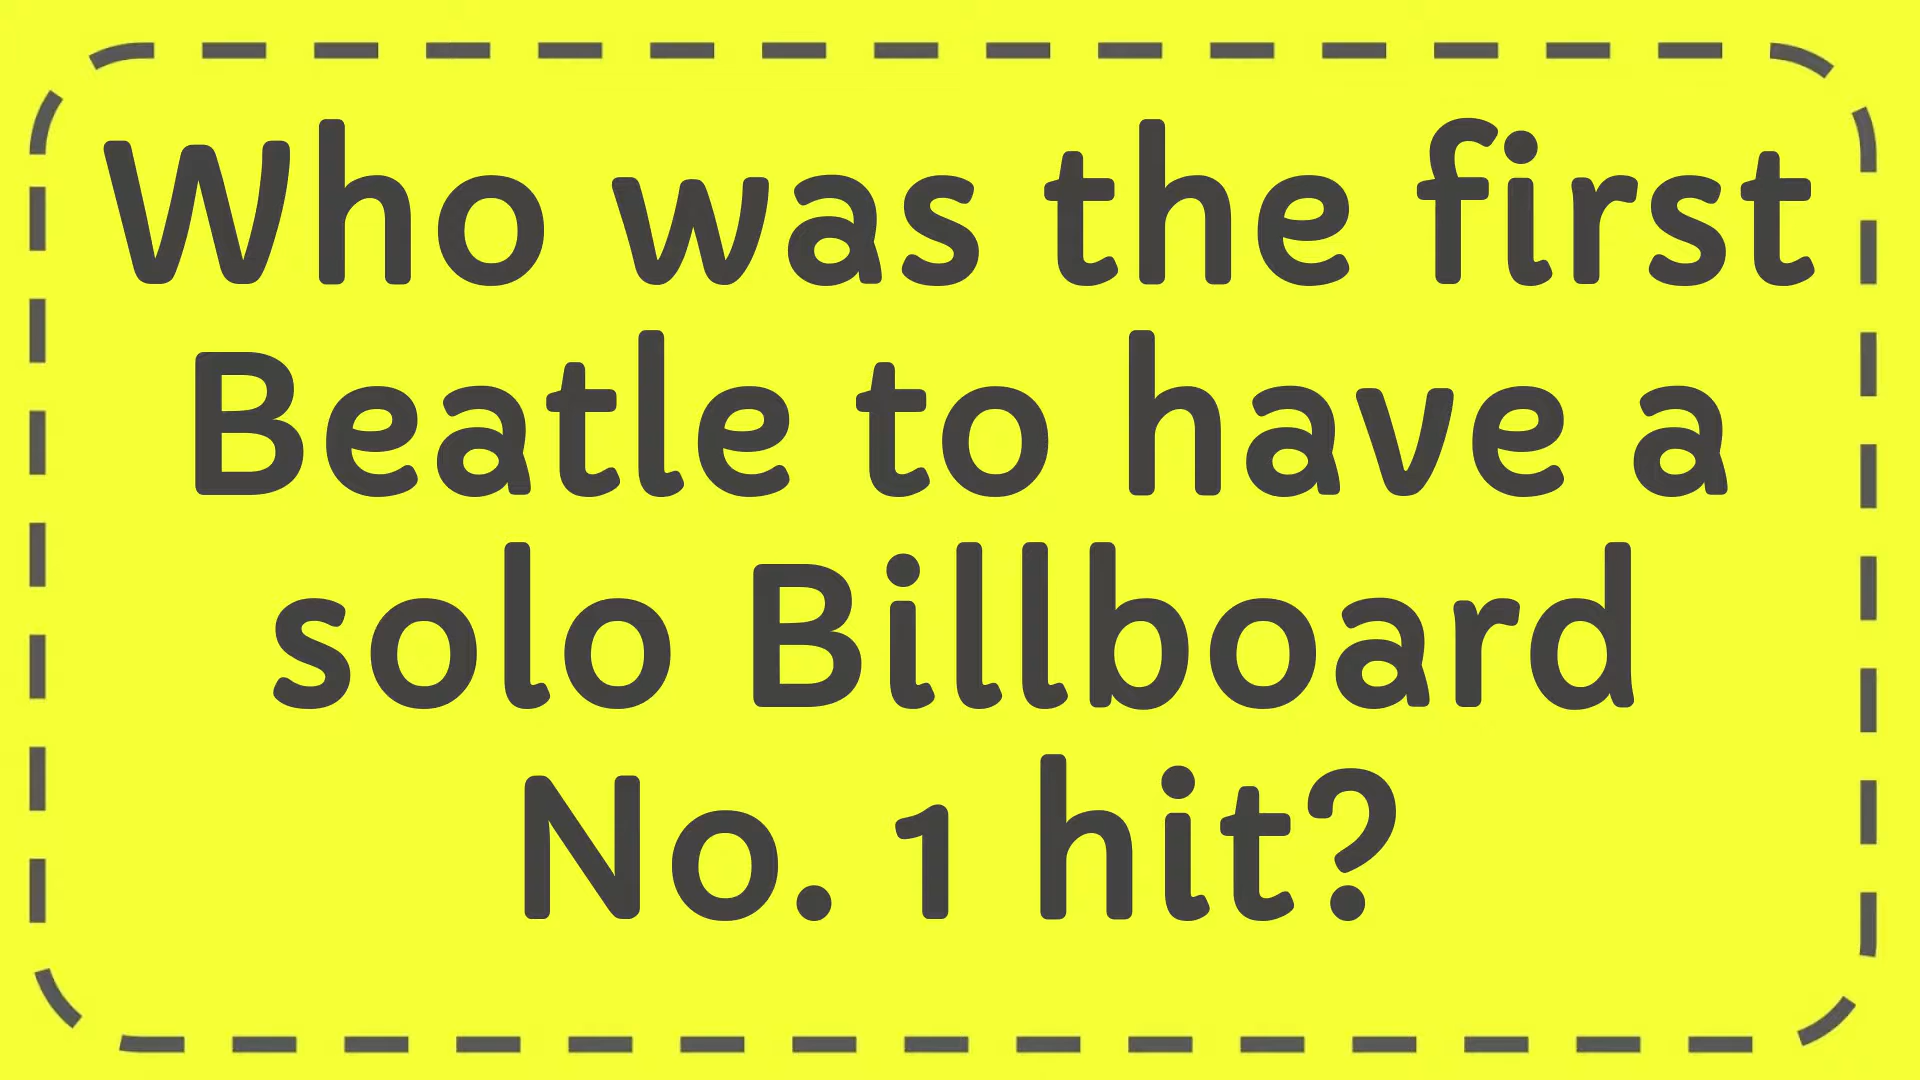 Who was the first
Beatle to have a
solo Billboard
No. 1 hit?